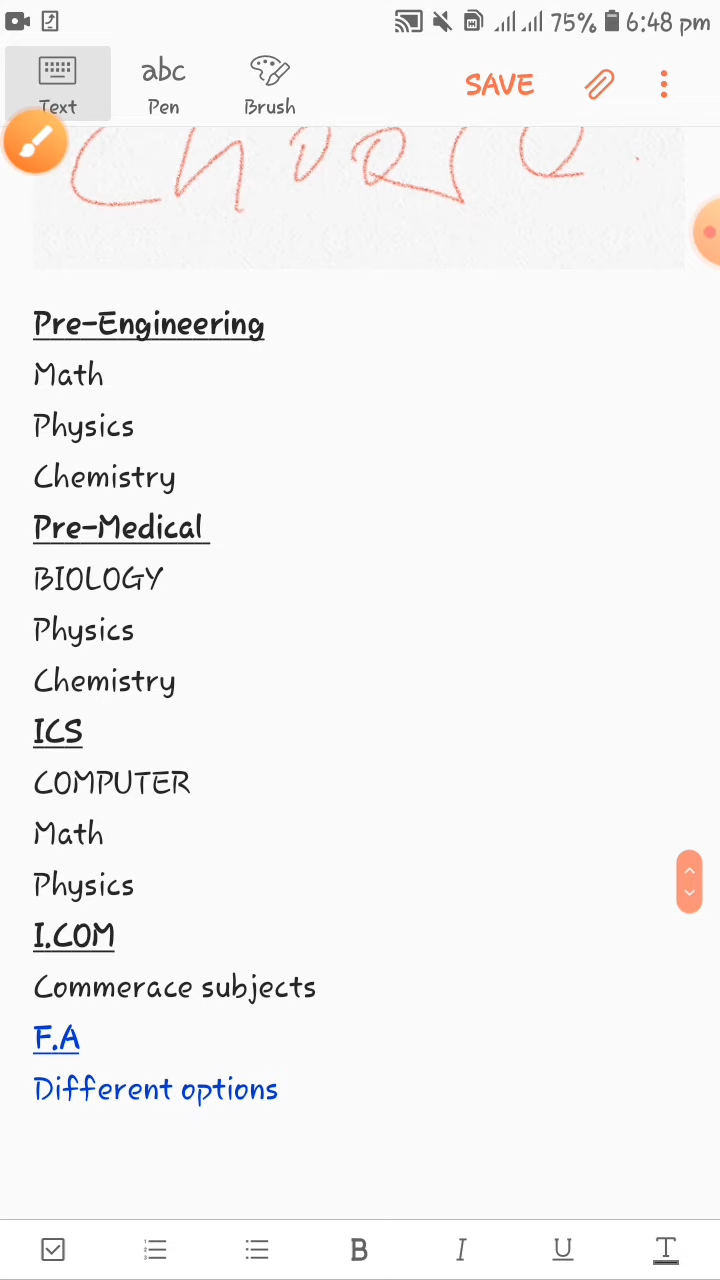 75% 6:48 pm
Text
abc
Pen
Brush
SAVE
Pre-Engineering
Math
Physics
Chemistry
Pre-Medical
BIOLOGY
Physics
Chemistry
ICS
COMPUTER
Math
Physics
I.COM
Commerace subjects
F.A
Different options
B I U T